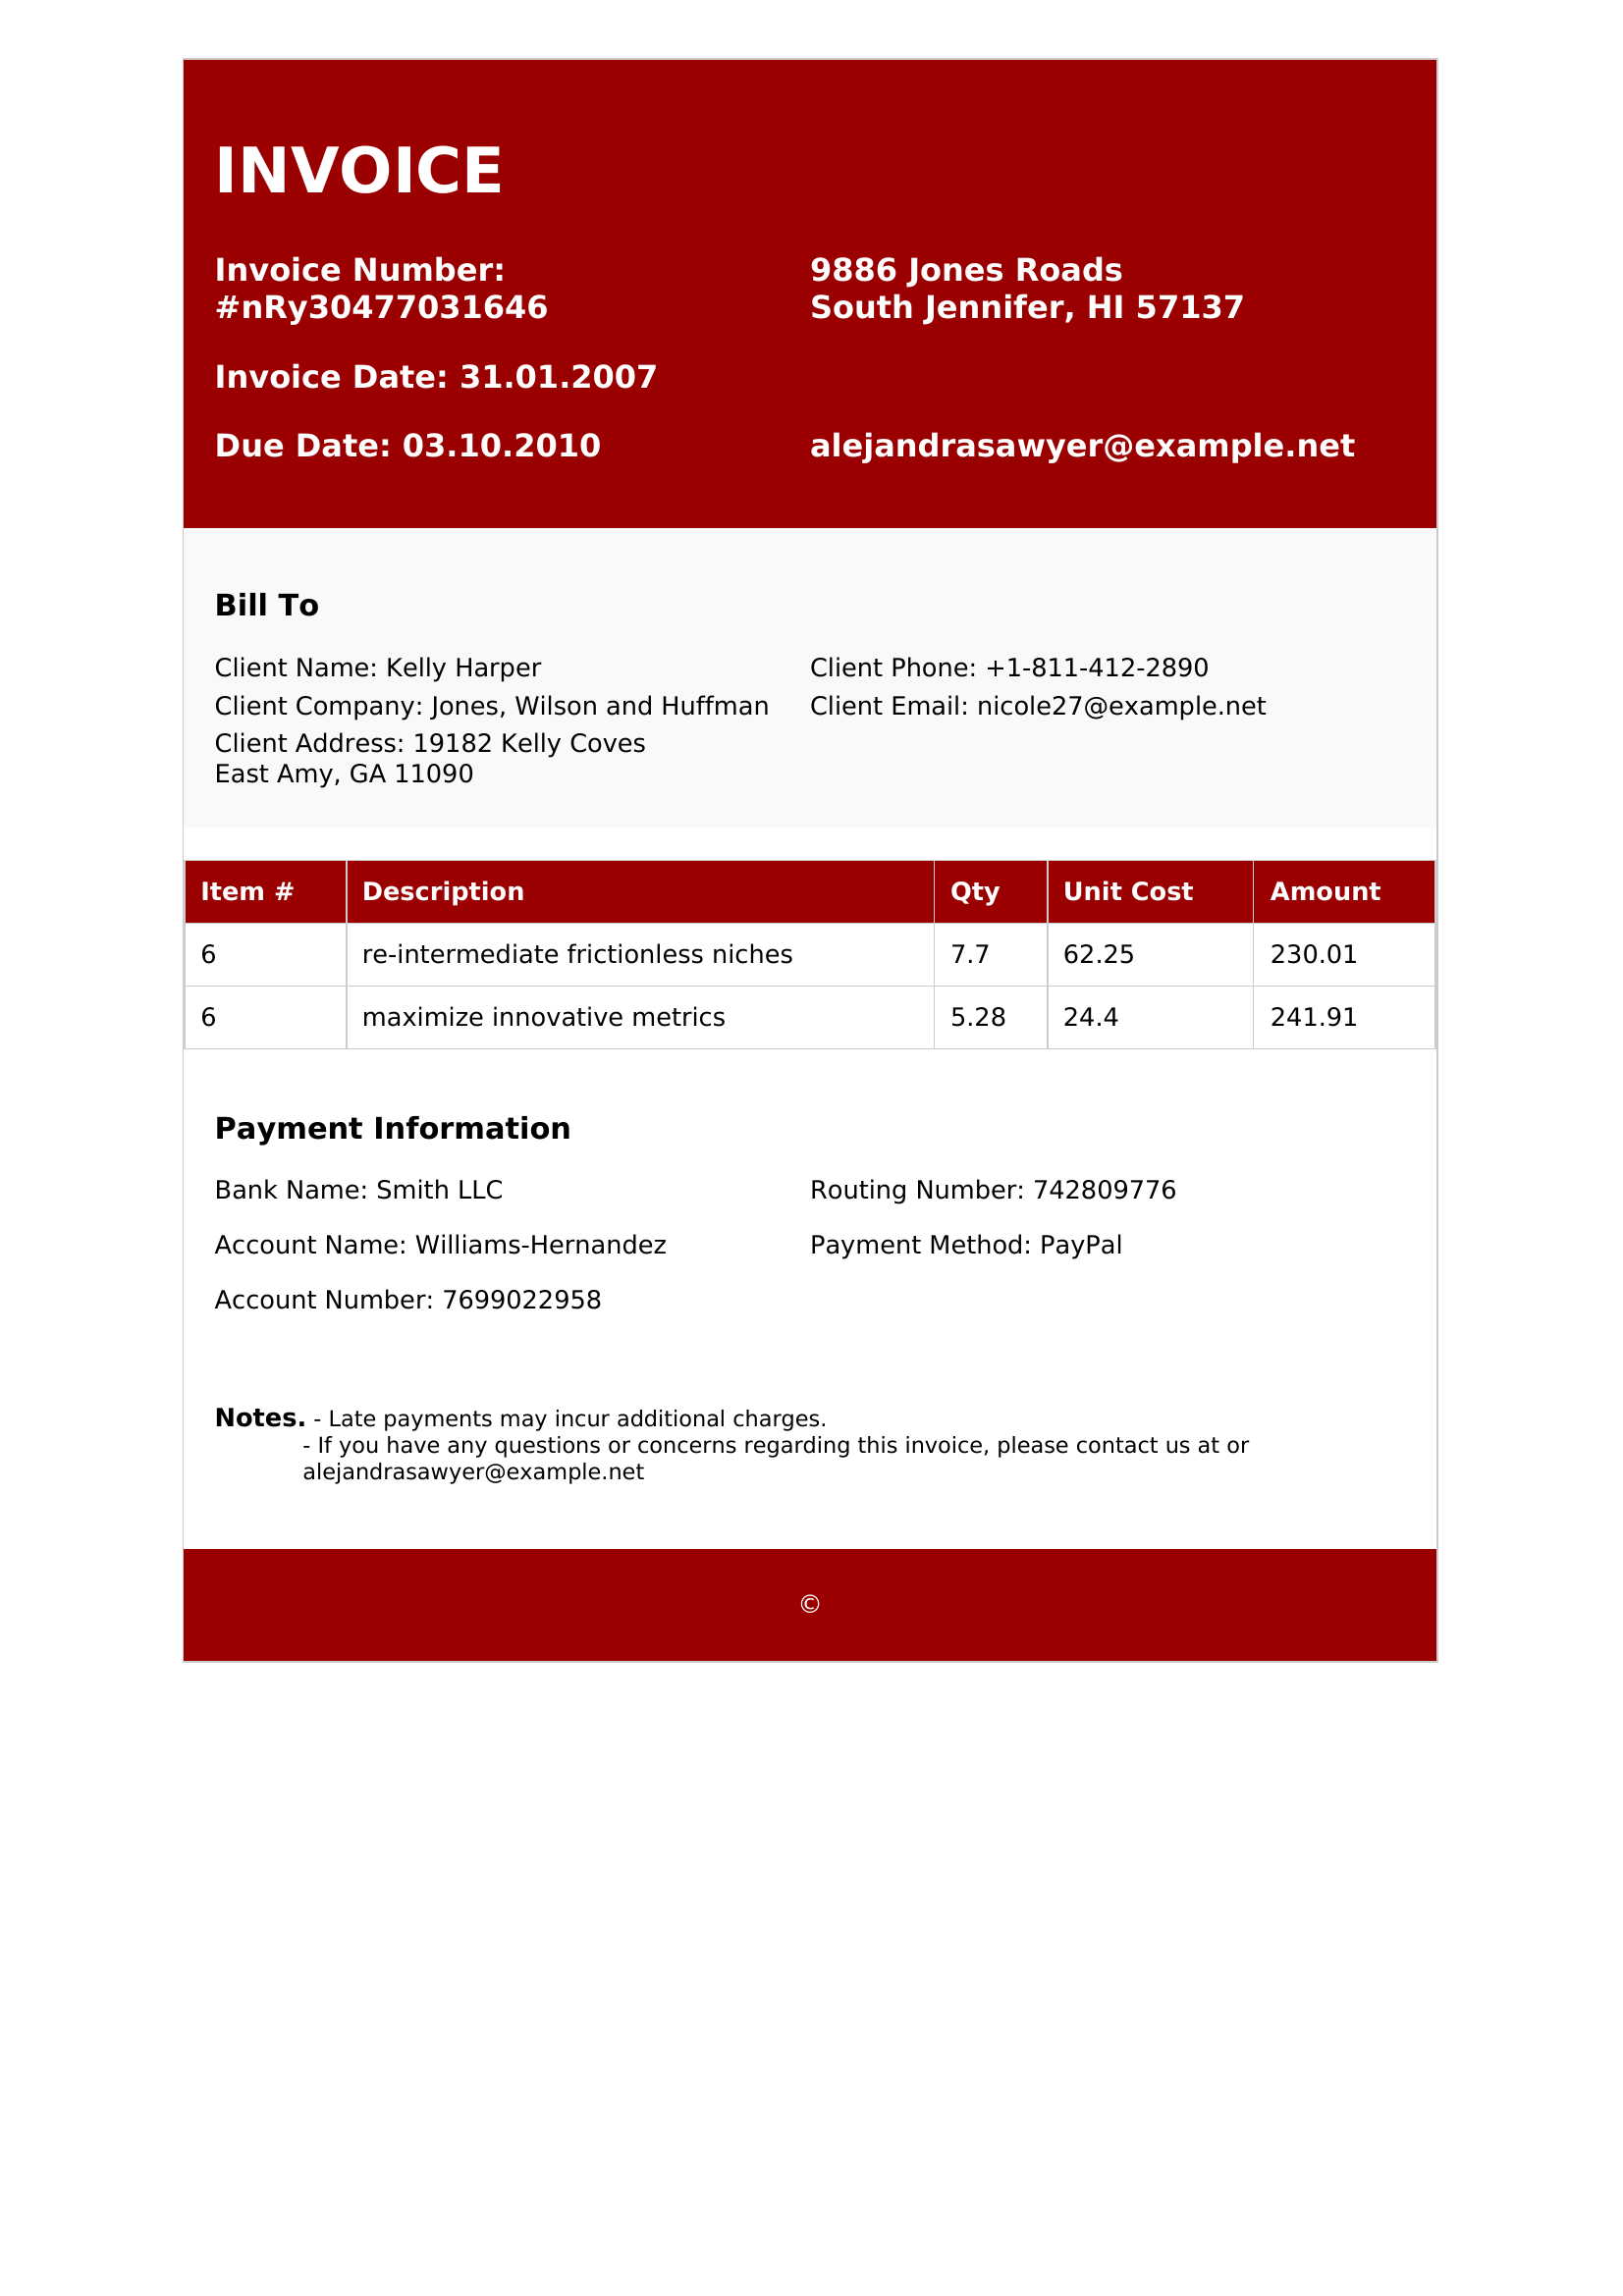 INVOICE
Invoice Number:
#nRy30477031646
Invoice Date: 31.01.2007
Due Date: 03.10.2010
9886 Jones Roads
South Jennifer, HI 57137
alejandrasawyer@example.net
Bill To
Client Name: Kelly Harper
Client Company: Jones, Wilson and Huffman
Client Address: 19182 Kelly Coves
East Amy, GA 11090
Client Phone: +1-811-412-2890
Client Email: nicole27@example.net
Item # Description Qty Unit Cost Amount
6 re-intermediate frictionless niches 7.7 62.25 230.01
6 maximize innovative metrics 5.28 24.4 241.91
Payment Information
Bank Name: Smith LLC
Account Name: Williams-Hernandez
Account Number: 7699022958
Routing Number: 742809776
Payment Method: PayPal
Notes. - Late payments may incur additional charges.
- If you have any questions or concerns regarding this invoice, please contact us at or
alejandrasawyer@example.net
©